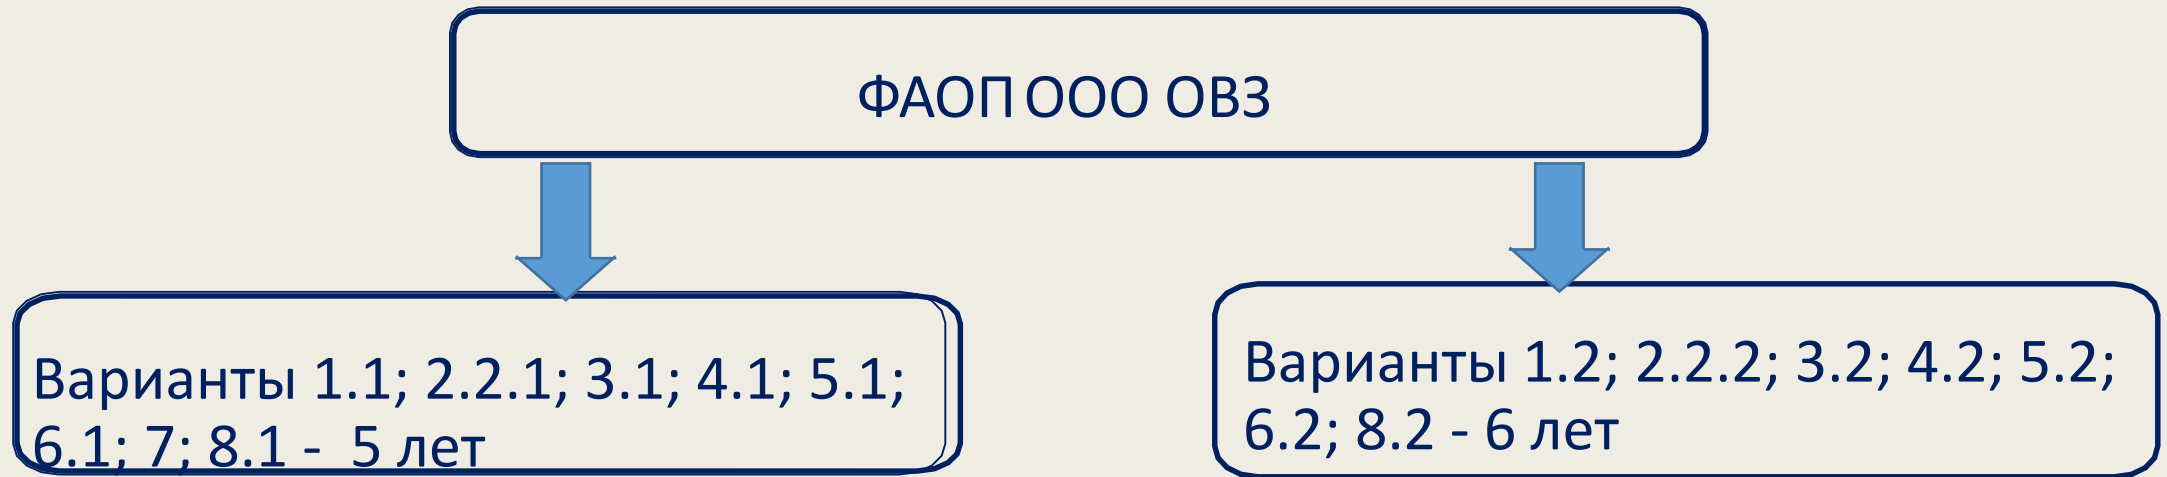 ФАОП ООО ОВЗ
Варианты 1.1; 2.2.1; 3.1; 4.1; 5.1;
6.1; 7; 8.1 - 5 лет
Варианты 1.2; 2.2.2; 3.2; 4.2; 5.2;
6.2; 8.2 - 6 лет